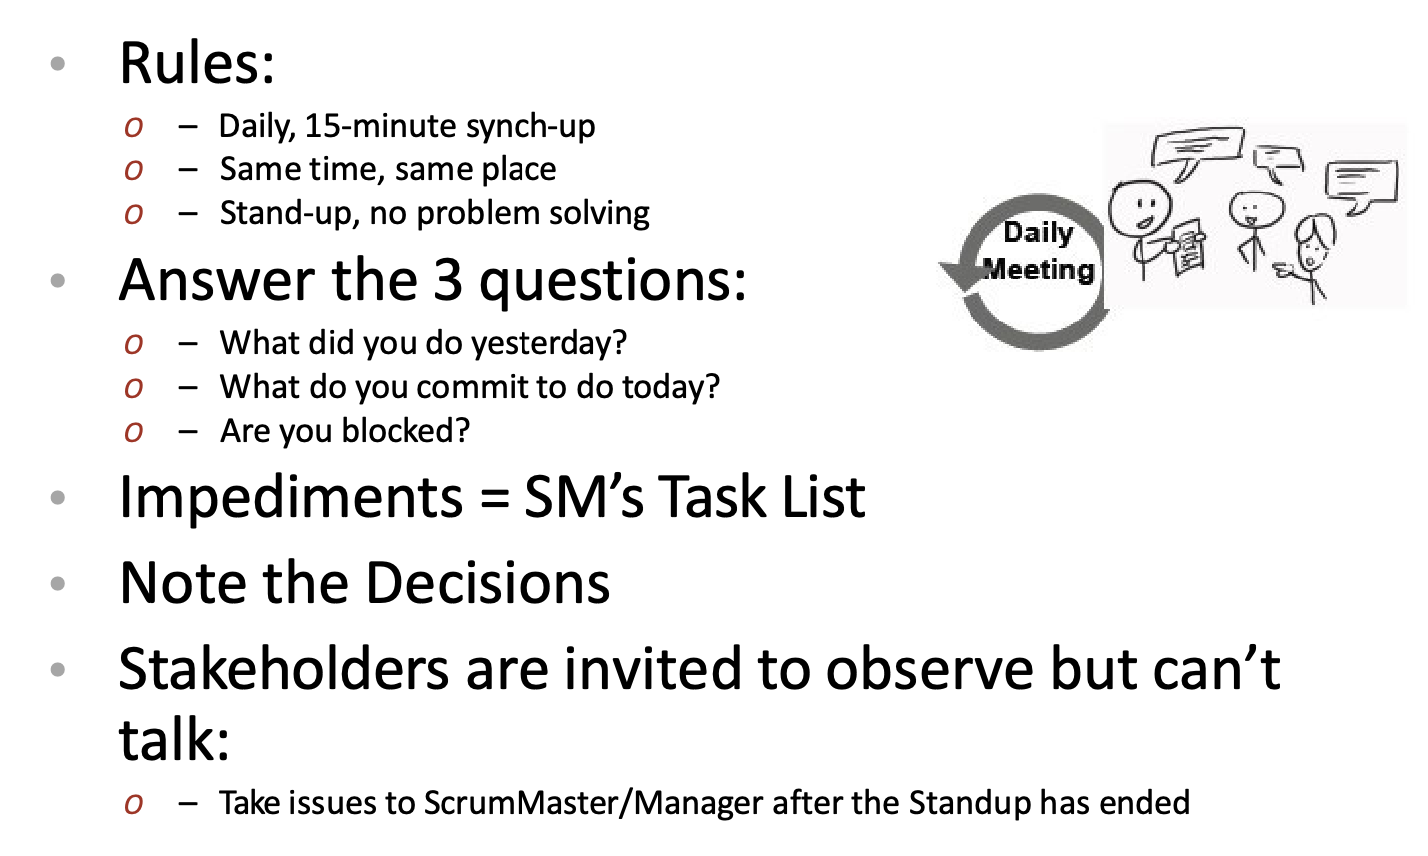 • Rules:
o – Daily, 15-minute synch-up
o – Same time, same place
o – Stand-up, no problem solving
• Answer the 3 questions:
o – What did you do yesterday?
o – What do you commit to do today?
o – Are you blocked?
• Impediments = SM’s Task List
• Note the Decisions
• Stakeholders are invited to observe but can’t
talk:
o – Take issues to ScrumMaster/Manager after the Standup has ended
Daily
Meeting